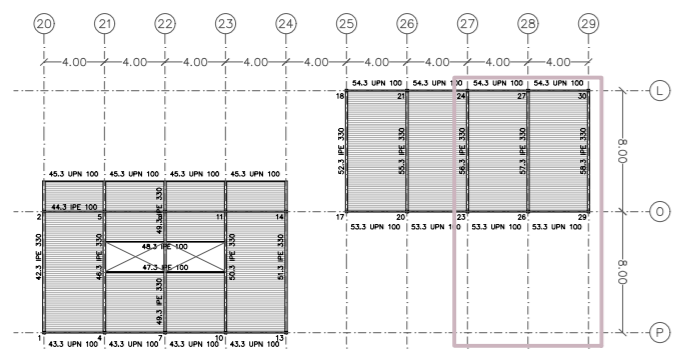 20 21 22 23 24 25 26 27 28 29
4.00 4.00 4.00 4.00 4.00 4.00 4.00 4.00 4.00
54.3 UPN 100 54.3 UPN 100 54.3 UPN 100 54.3 UPN 100
18 21 24 27 30 L
52.3 IPE 330 55.3 IPE 330 56.3 IPE 330 57.3 IPE 330 58.3 IPE 330
8.00
45.3 UPN 100 45.3 UPN 100 45.3 UPN 100 45.3 UPN 100
44.3 IPE 100
49.3 IPE 330
2 5 11 14 17 20 23 26 29 O
53.3 UPN 100 53.3 UPN 100 53.3 UPN 100 53.3 UPN 100
48.3 IPE 100
47.3 IPE 100
42.3 IPE 330 46.3 IPE 330 49.3 IPE 330 50.3 IPE 330 51.3 IPE 330
8.00
1 4 7 10 13 P
43.3 UPN 100 43.3 UPN 100 43.3 UPN 100 43.3 UPN 100